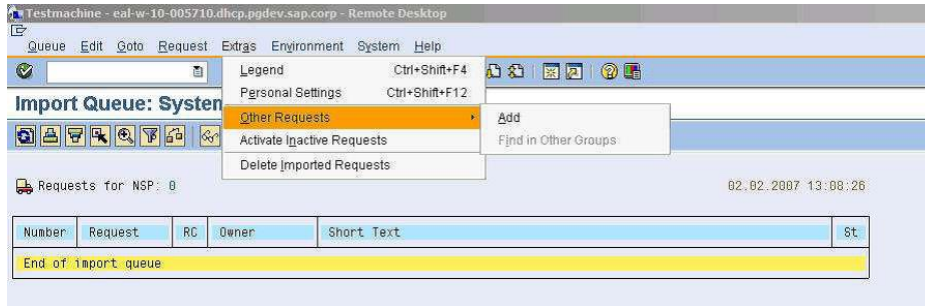 Testmachine - eal-w-10-005710.dhcp.pgdev.sap.corp - Remote Desktop
Queue Edit Goto Request Extras Environment System Help
Legend Ctrl+Shift+F4
Personal Settings Ctrl+Shift+F12
Import Queue: System
Other Requests
Add
Activate Inactive Requests
Find in Other Groups
Delete Imported Requests
Requests for NSP: 0
02.02.2007 13:08:26
Number Request RC Owner Short Text St
End of import queue